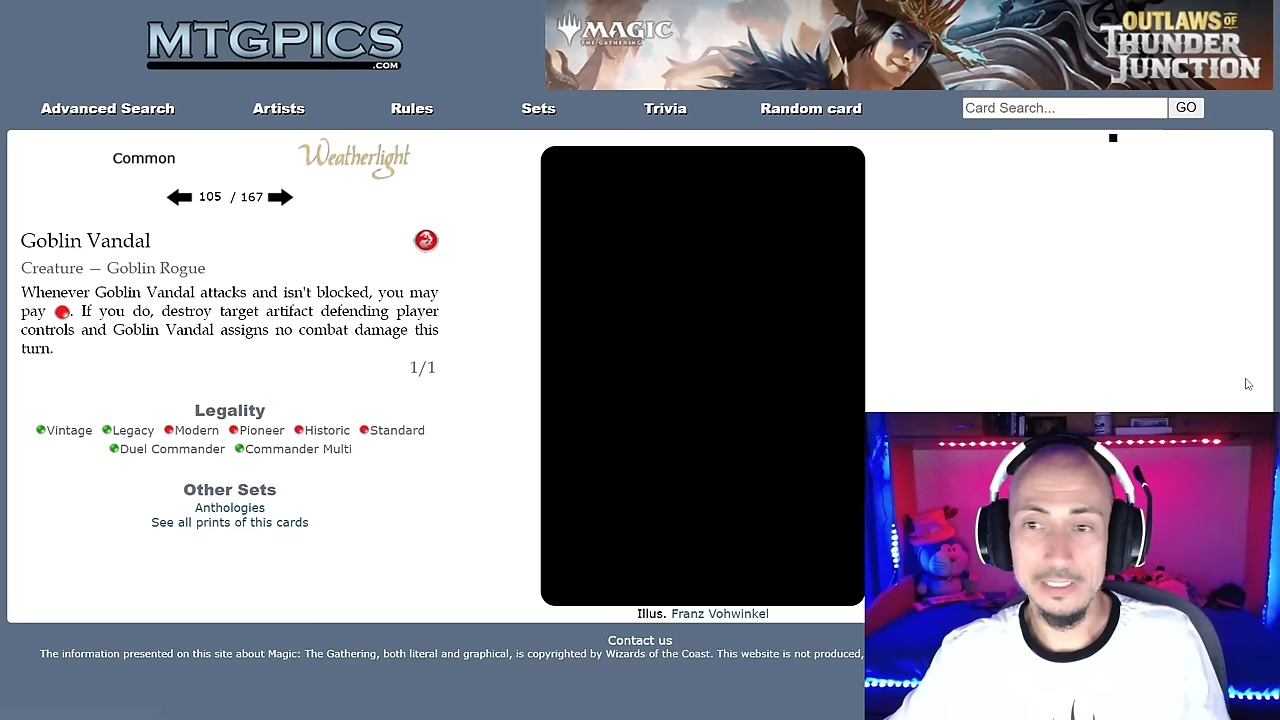 MTGPICS
.COM
MAGIC
THE GATHERING
OUTLAWS OF
THUNDER
JUNCTION
Advanced Search
Artists
Rules
Sets
Trivia
Random card
Card Search...
GO
Common
Weatherlight
105 / 167
Goblin Vandal
Creature — Goblin Rogue
Whenever Goblin Vandal attacks and isn't blocked, you may
pay . If you do, destroy target artifact defending player
controls and Goblin Vandal assigns no combat damage this
turn.
1/1
Legality
Vintage Legacy Modern Pioneer Historic Standard
Duel Commander Commander Multi
Other Sets
Anthologies
See all prints of this cards
Illus. Franz Vohwinkel
Contact us
The information presented on this site about Magic: The Gathering, both literal and graphical, is copyrighted by Wizards of the Coast. This website is not produced,